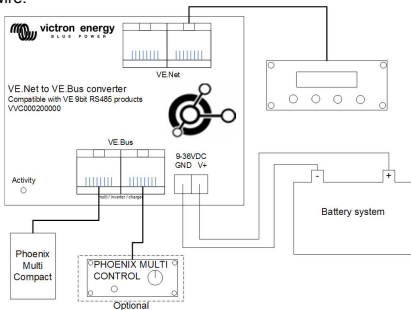 wire.
victron energy
BLUE POWER
VE.Net
VE.Net to VE.Bus converter
Compatible with VE 9bit RS485 products
VVC000200000
VE.Bus
9-36VDC
GND V+
Activity
multi / inverter / charger
- +
Battery system
Phoenix
Multi
Compact
PHOENIX MULTI
CONTROL
Optional